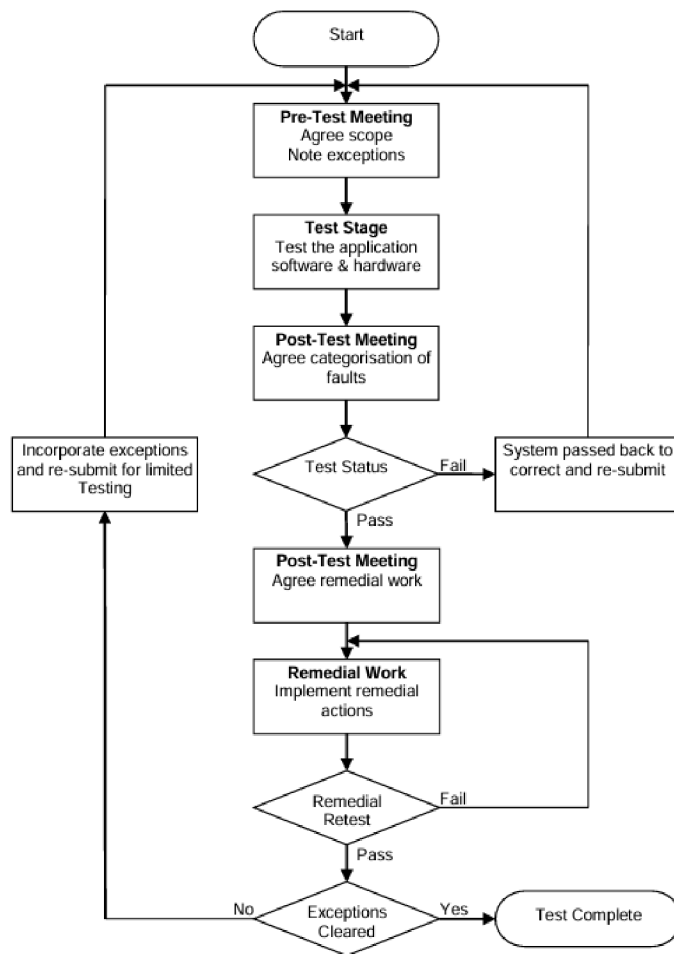 Start
Pre-Test Meeting
Agree scope
Note exceptions
Test Stage
Test the application
software & hardware
Post-Test Meeting
Agree categorisation of
faults
Incorporate exceptions
and re-submit for limited
Testing
Test Status
Fail
System passed back to
correct and re-submit
Pass
Post-Test Meeting
Agree remedial work
Remedial Work
Implement remedial
actions
Remedial
Retest
Fail
Pass
No
Exceptions
Cleared
Yes
Test Complete